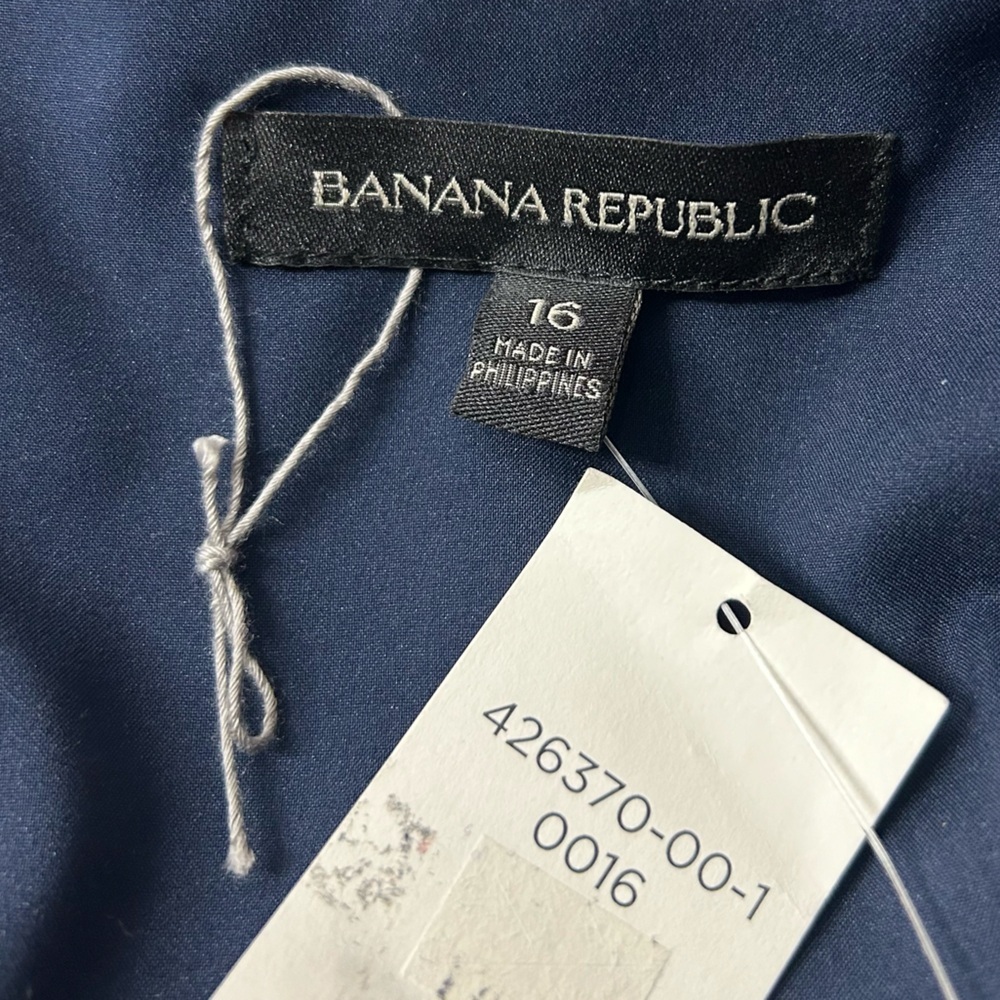 BANANA REPUBLIC
16
MADE IN
PHILIPPINES
426370-00-1
0016